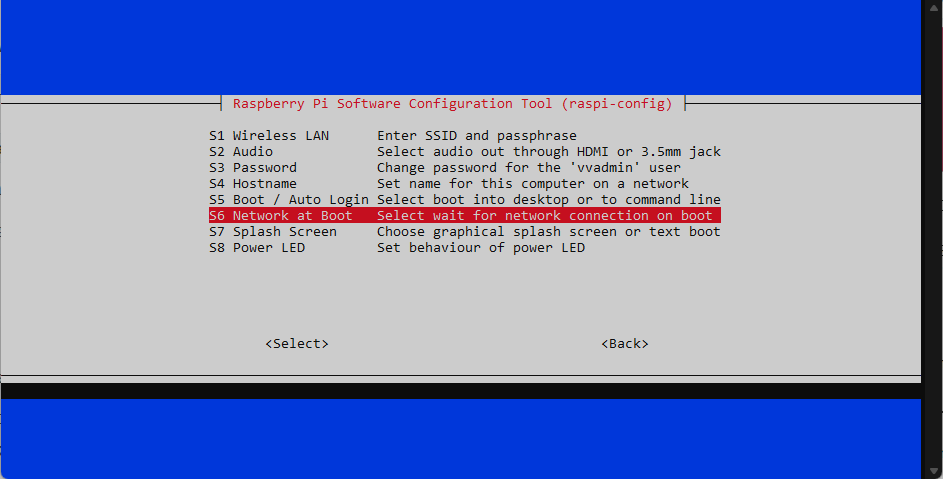 Raspberry Pi Software Configuration Tool (raspi-config)
S1 Wireless LAN Enter SSID and passphrase
S2 Audio Select audio out through HDMI or 3.5mm jack
S3 Password Change password for the 'vvadmin' user
S4 Hostname Set name for this computer on a network
S5 Boot / Auto Login Select boot into desktop or to command line
S6 Network at Boot Select wait for network connection on boot
S7 Splash Screen Choose graphical splash screen or text boot
S8 Power LED Set behaviour of power LED
<Select> <Back>